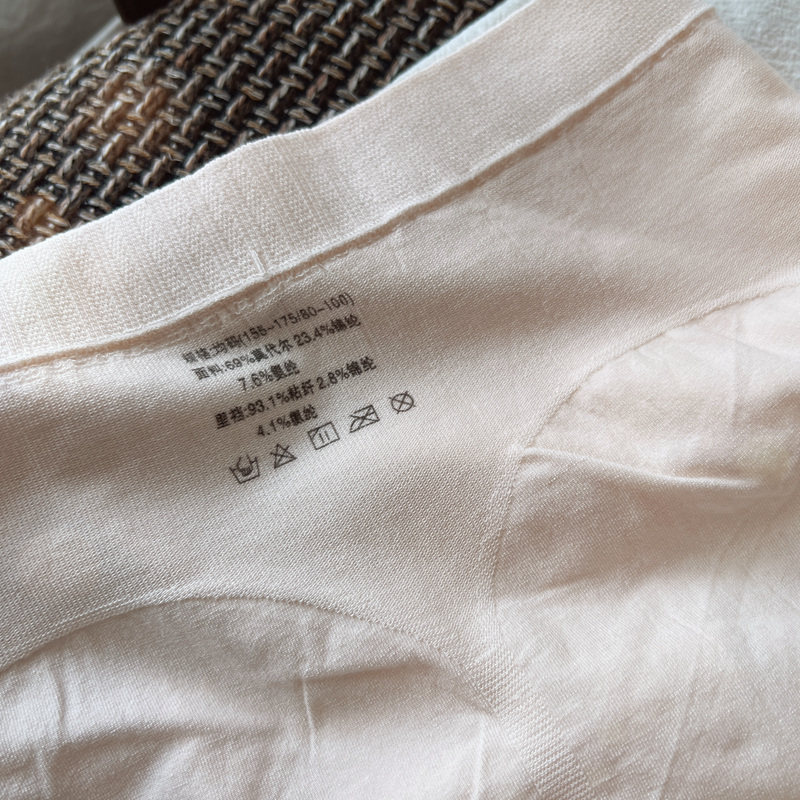 规格:均码(155-175/80-100)
面料:69%莫代尔 23.4%锦纶
7.6%氨纶
里裆:93.1%粘纤 2.8%锦纶
4.1%氨纶